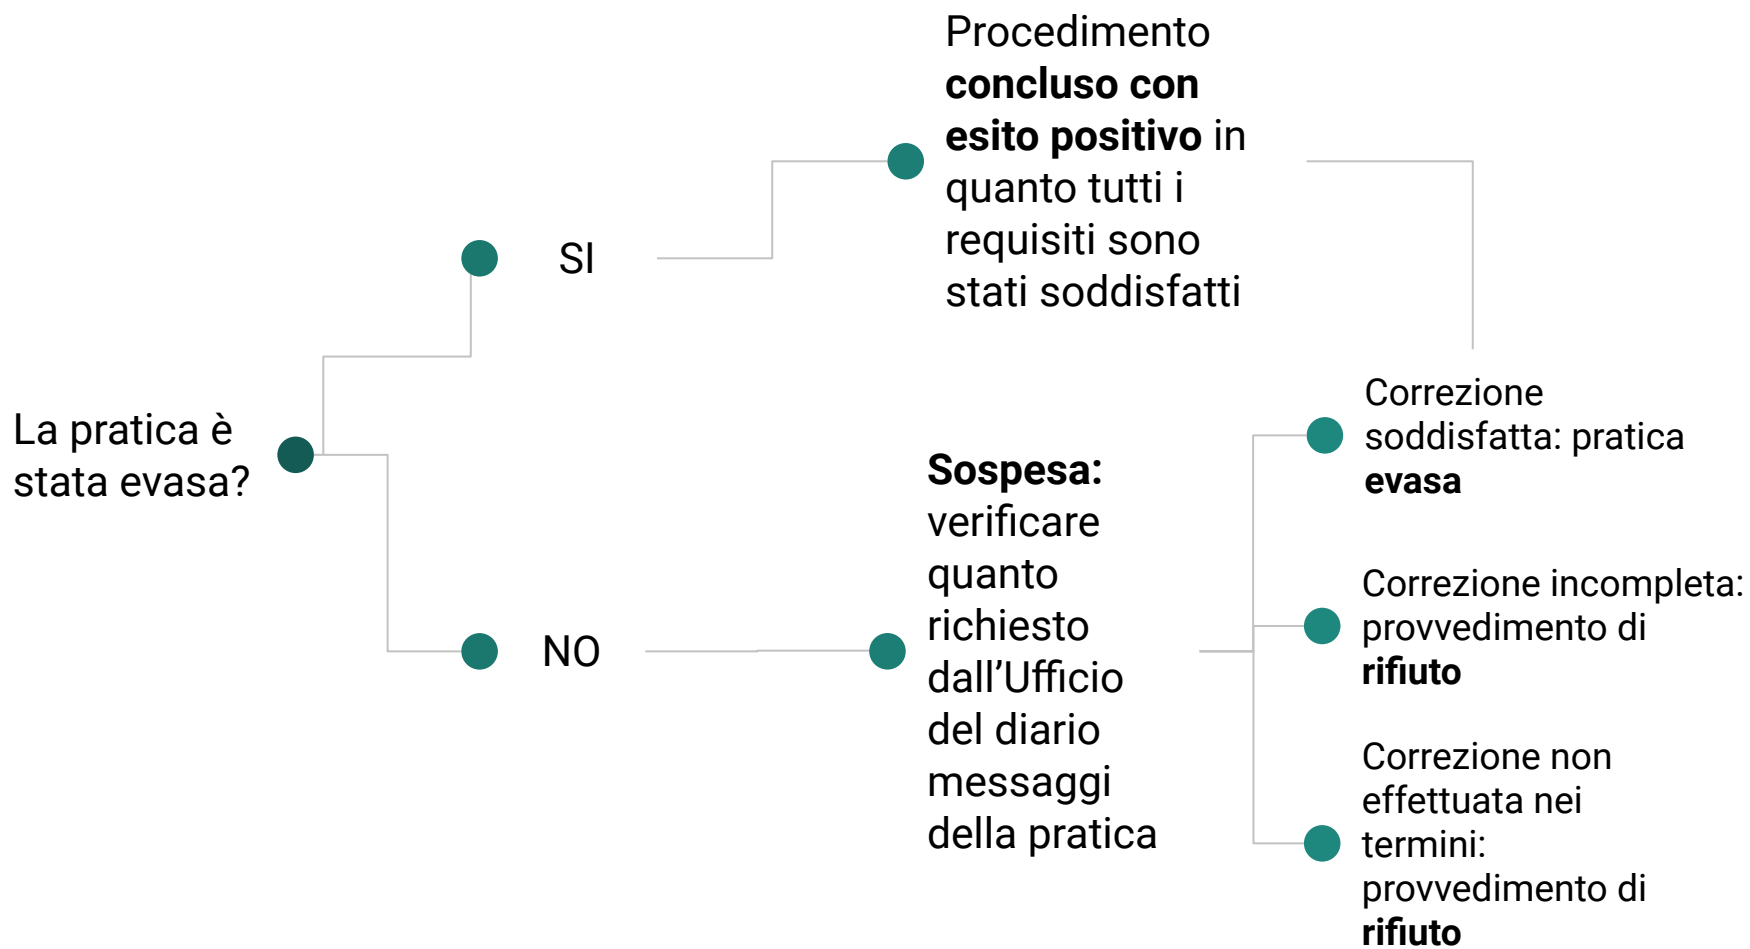 La pratica è
stata evasa?
SI
Procedimento
concluso con
esito positivo in
quanto tutti i
requisiti sono
stati soddisfatti
NO
Sospesa:
verificare
quanto
richiesto
dall’Ufficio
del diario
messaggi
della pratica
Correzione
soddisfatta: pratica
evasa
Correzione incompleta:
provvedimento di
rifiuto
Correzione non
effettuata nei
termini:
provvedimento di
rifiuto